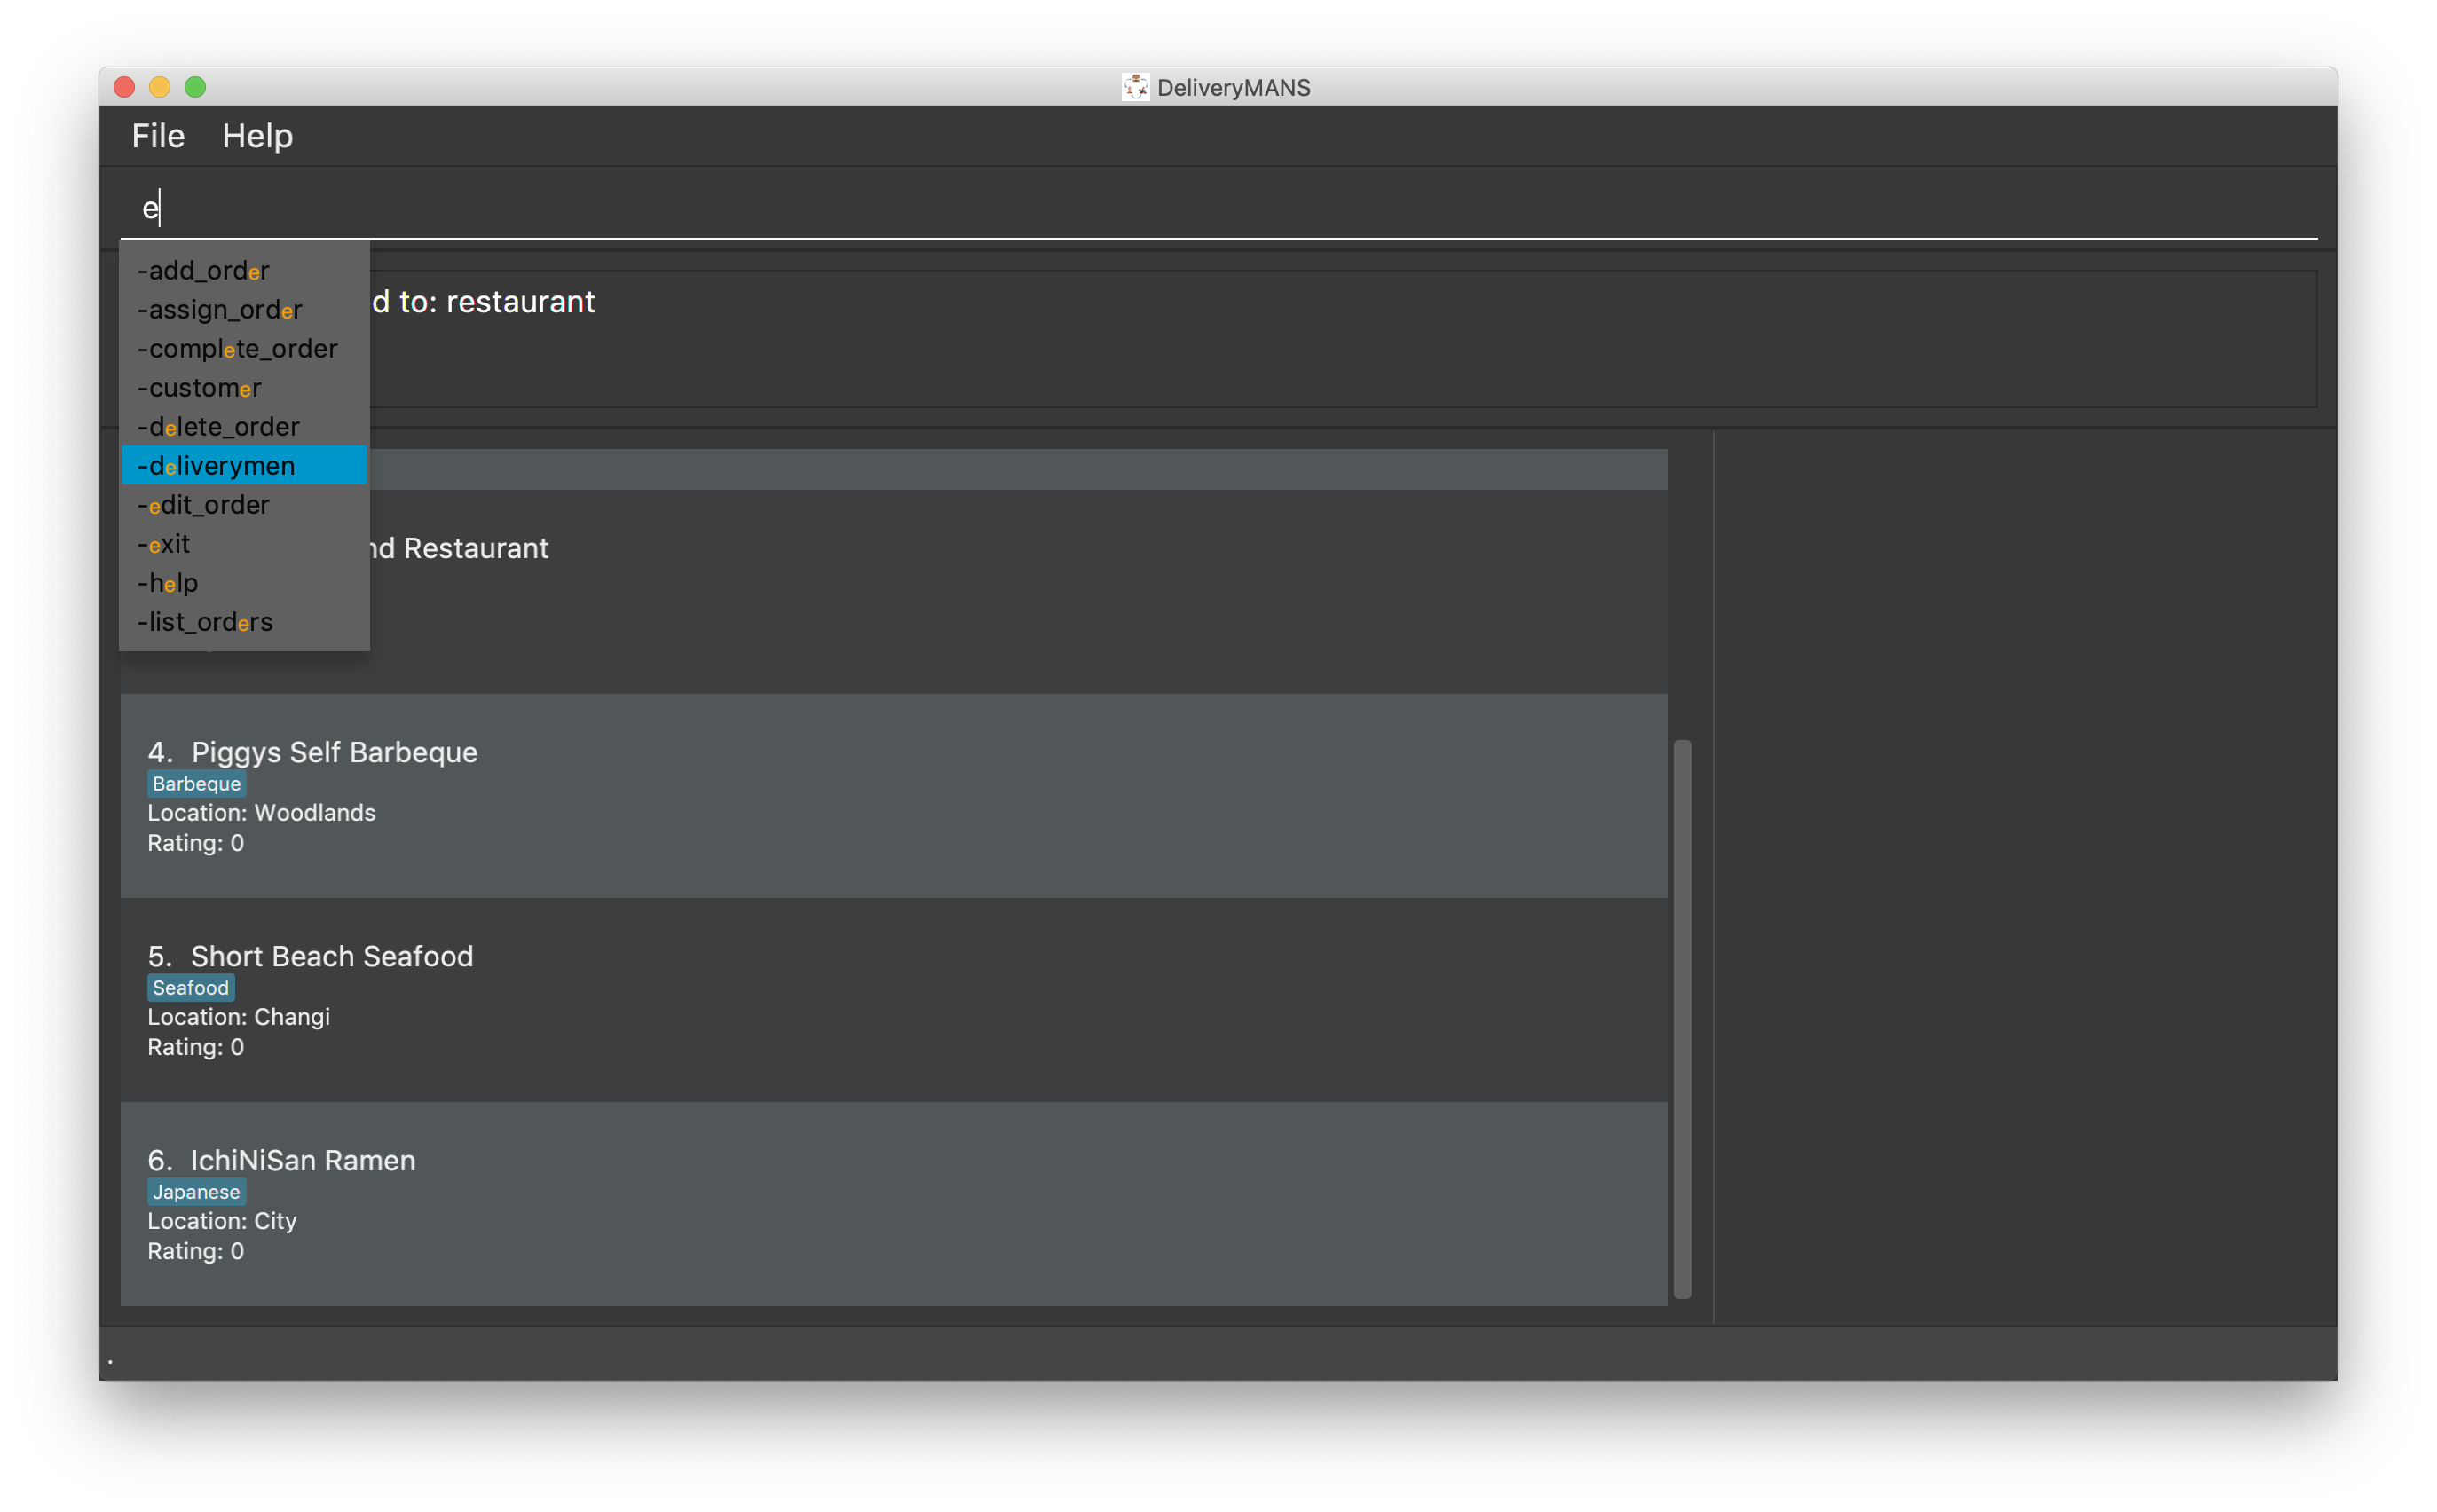 DeliveryMANS
File Help
e
-add_order
-assign_order
d to: restaurant
-complete_order
-customer
-delete_order
-deliverymen
-edit_order
-exit
nd Restaurant
-help
-list_orders
4. Piggys Self Barbeque
Barbeque
Location: Woodlands
Rating: 0
5. Short Beach Seafood
Seafood
Location: Changi
Rating: 0
6. IchiNiSan Ramen
Japanese
Location: City
Rating: 0
.